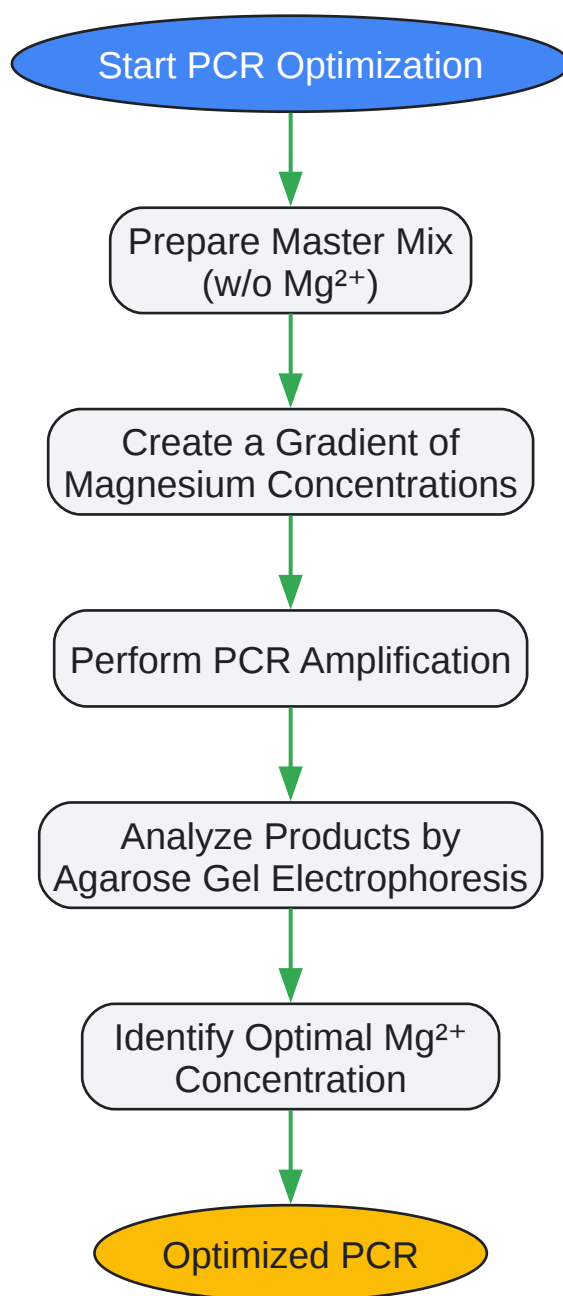 Start PCR Optimization
Prepare Master Mix
(w/o Mg²⁺)
Create a Gradient of
Magnesium Concentrations
Perform PCR Amplification
Analyze Products by
Agarose Gel Electrophoresis
Identify Optimal Mg²⁺
Concentration
Optimized PCR